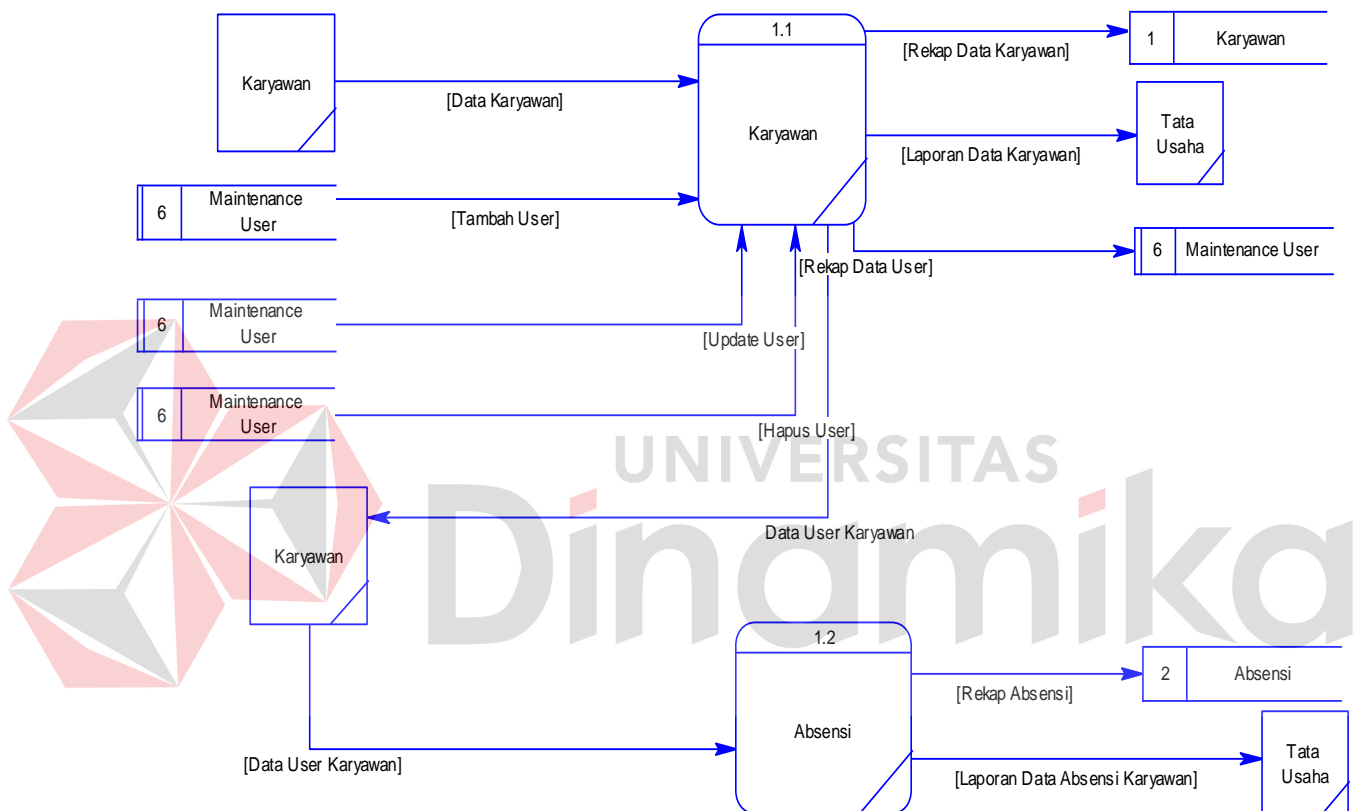 1.1
[Rekap Data Karyawan]
1
Karyawan
Karyawan
[Data Karyawan]
Karyawan
[Laporan Data Karyawan]
Tata
Usaha
6
Maintenance
User
[Tambah User]
[Rekap Data User]
6
Maintenance User
6
Maintenance
User
[Update User]
6
Maintenance
User
[Hapus User]
UNIVERSITAS
Dinamika
Karyawan
Data User Karyawan
1.2
Absensi
[Rekap Absensi]
2
Absensi
[Data User Karyawan]
[Laporan Data Absensi Karyawan]
Tata
Usaha